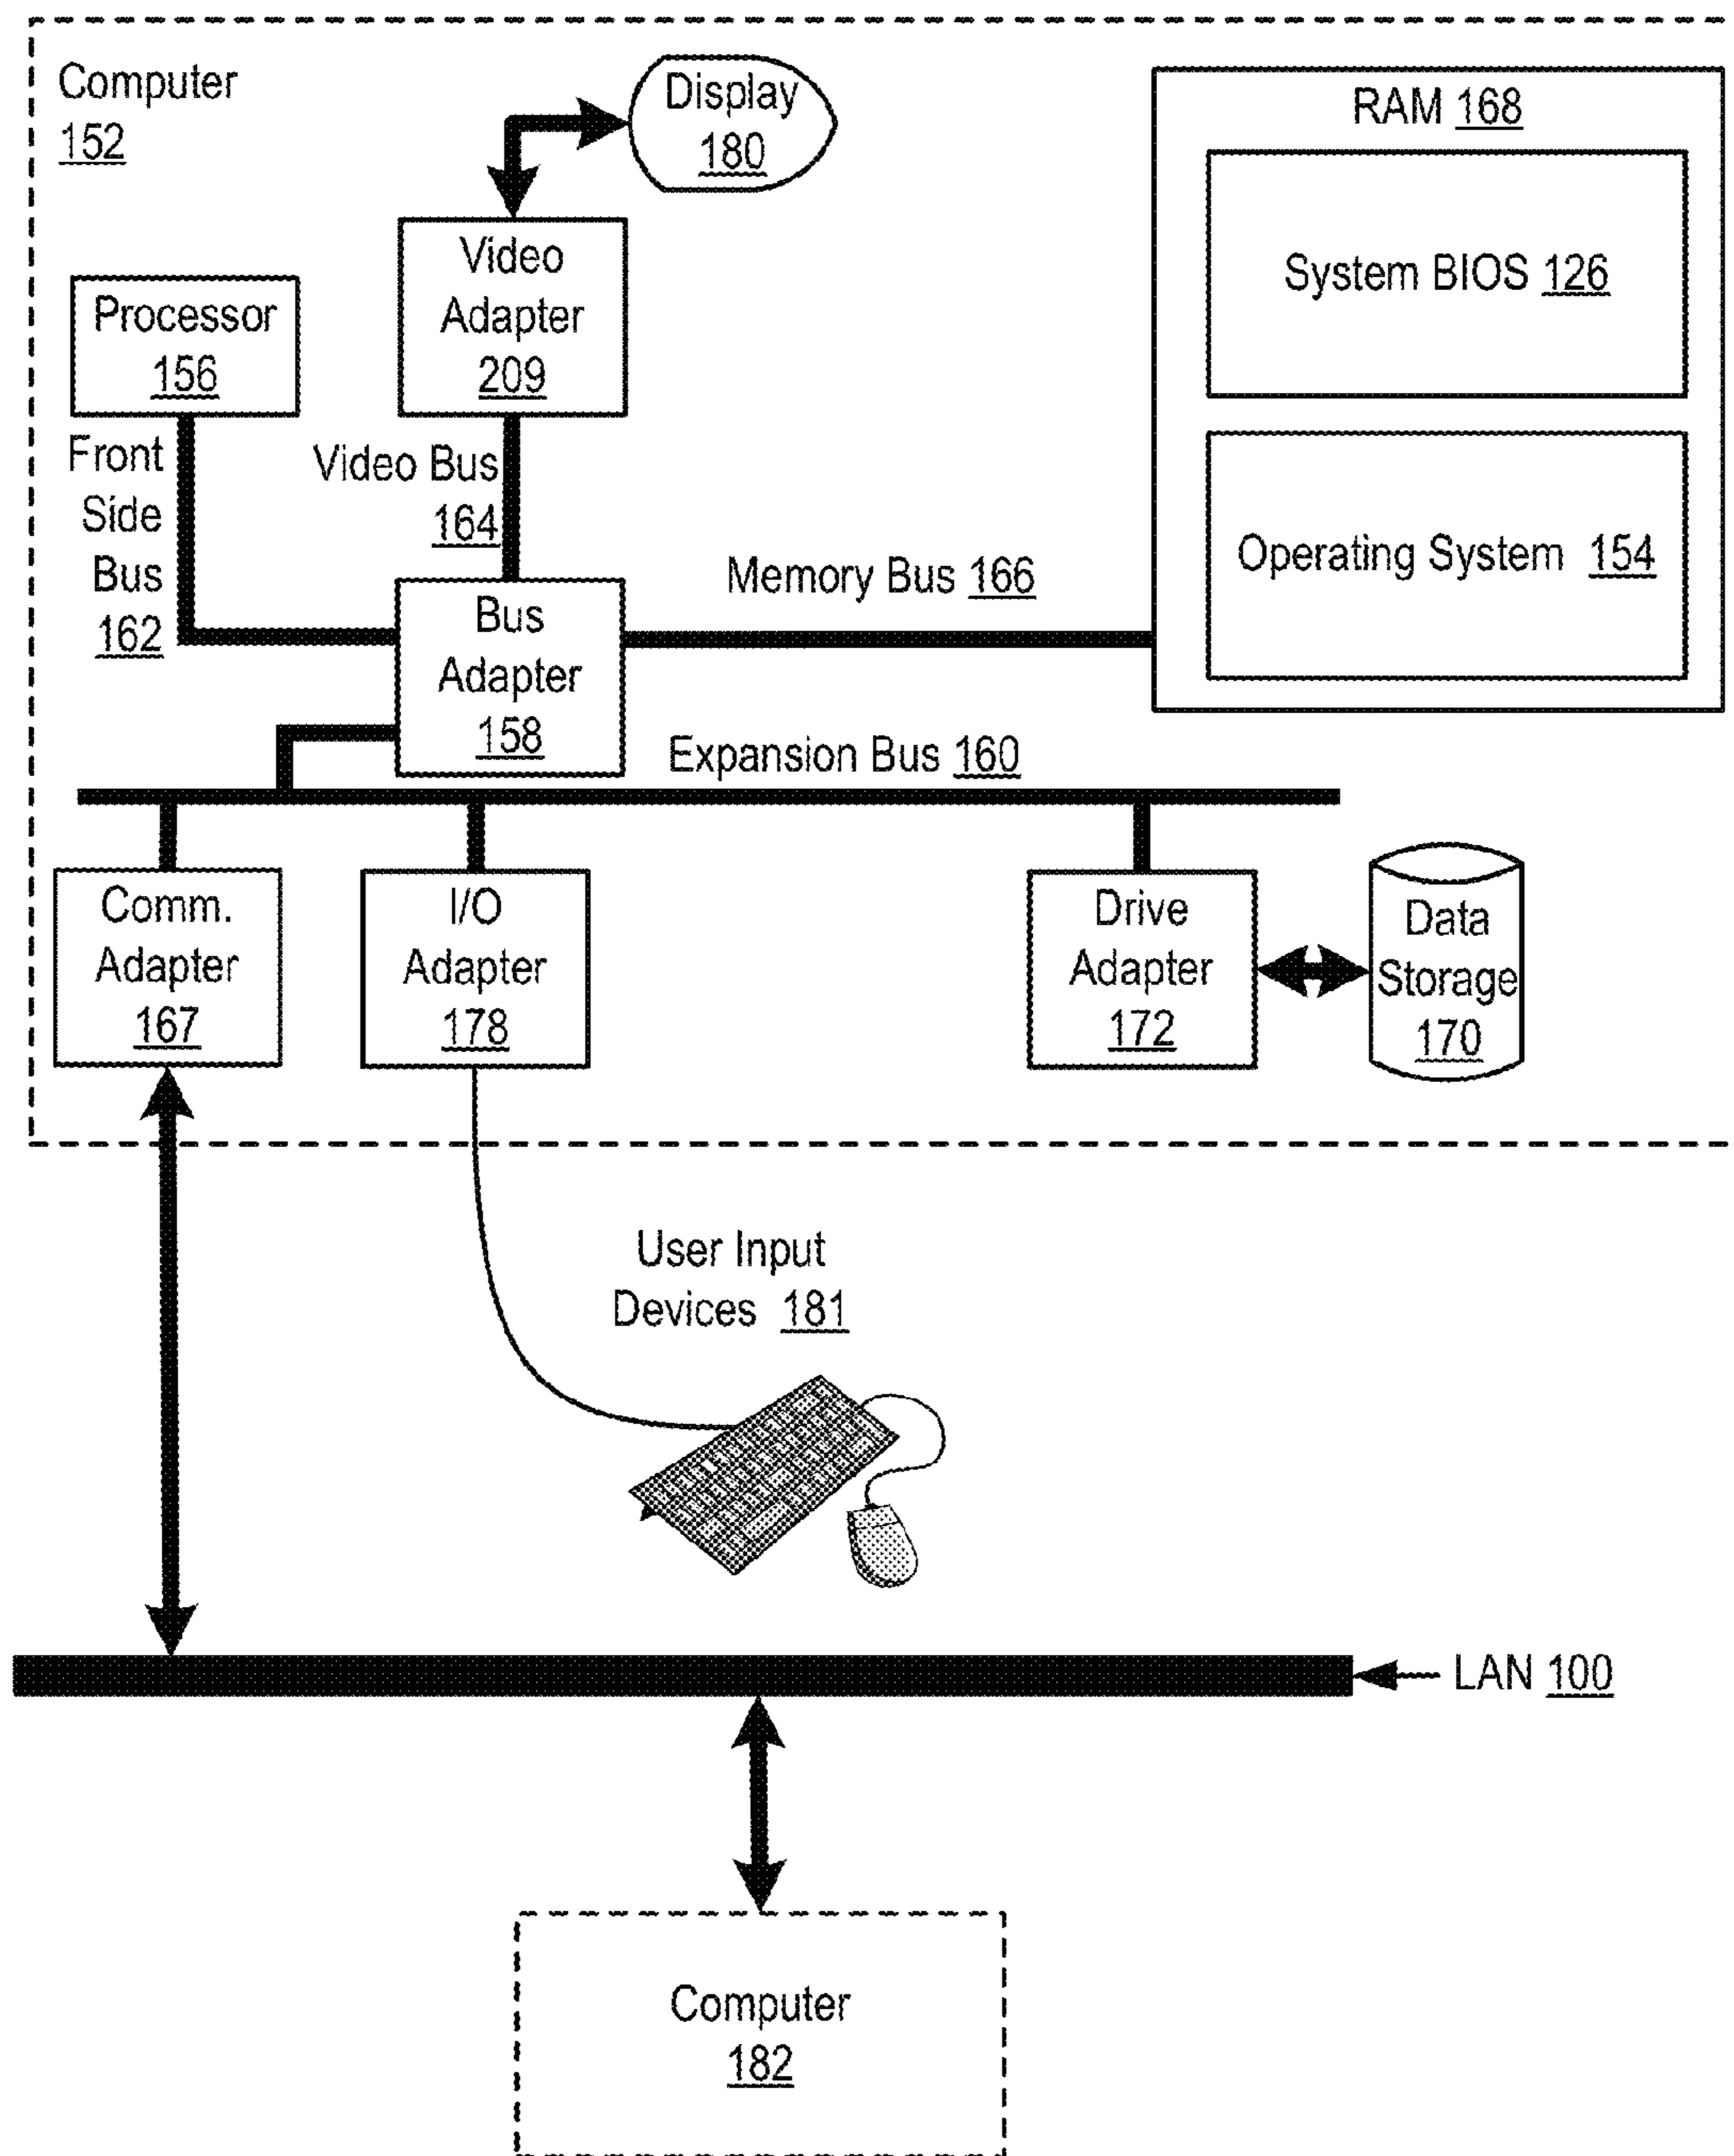 Computer
152
Display
180
RAM 168
System BIOS 126
Operating System 154
Video
Adapter
209
Processor
156
Front
Side
Bus
162
Video Bus
164
Memory Bus 166
Bus
Adapter
158
Expansion Bus 160
Comm.
Adapter
167
I/O
Adapter
178
Drive
Adapter
172
Data
Storage
170
User Input
Devices 181
LAN 100
Computer
182